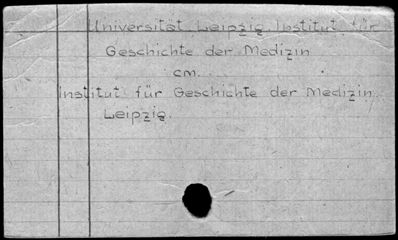 Universität Leipzig Institut für
Geschichte der Medizin
cm.
Institut für Geschichte der Medizin
Leipzig.